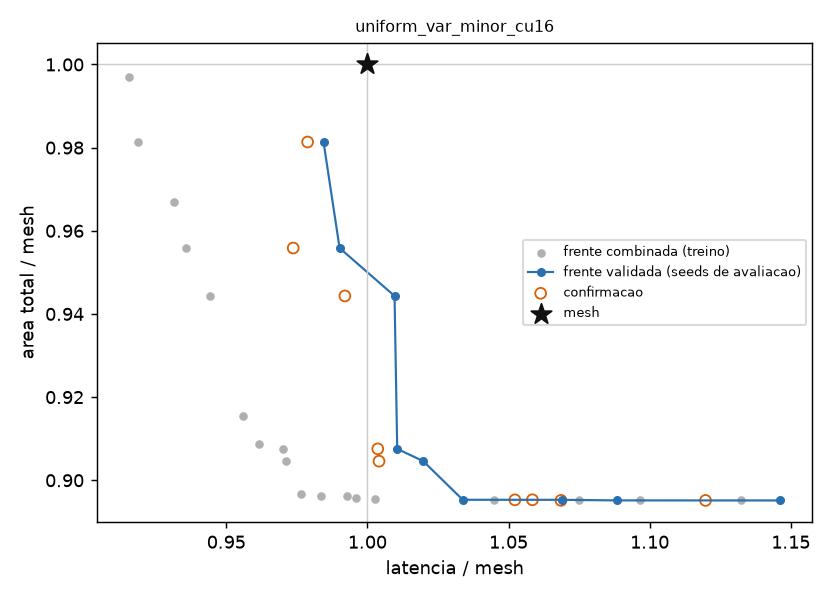 uniform_var_minor_cu16
area total / mesh
1.00
0.98
0.96
0.94
0.92
0.90
frente combinada (treino)
frente validada (seeds de avaliacao)
confirmacao
mesh
0.95
1.00
1.05
1.10
1.15
latencia / mesh